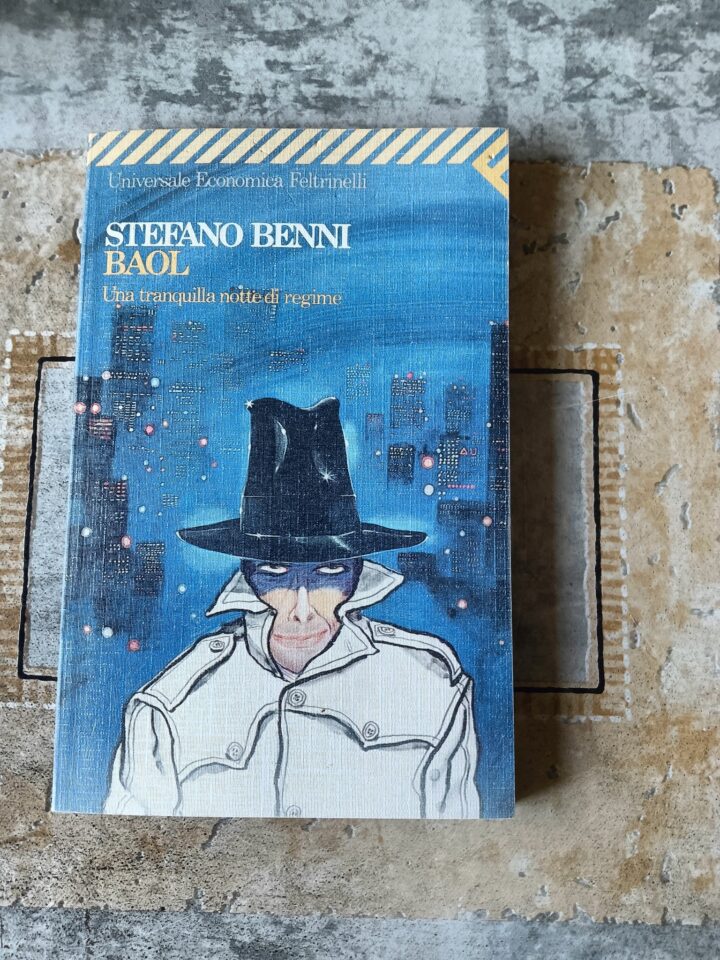 Universale Economica Feltrinelli
STEFANO BENNI
BAOL
Una tranquilla notte di regime